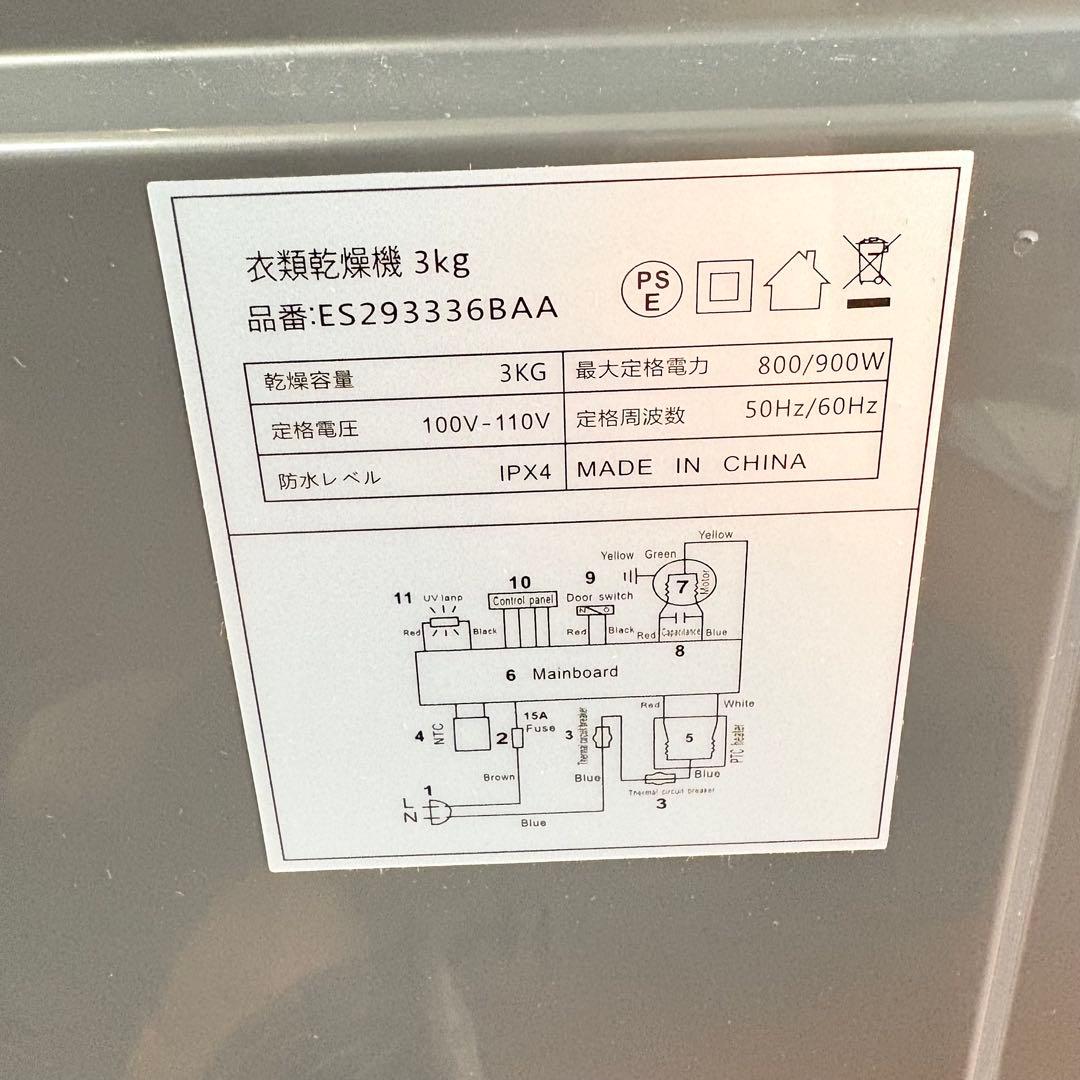 衣類乾燥機 3kg
品番:ES293336BAA
PS
E
乾燥容量 3KG 最大定格電力 800/900W
定格電圧 100V-110V 定格周波数 50Hz/60Hz
防水レベル IPX4 MADE IN CHINA
Yellow
Yellow Green
7 Motor
11 UV lanp
10
Control panel
9
Door switch
N O
Red Black
Red Black
Red Capacitance Blue
8
6 Mainboard
Red White
4 NTC
2 15A
Fuse
3 Thermal circuit breaker
5 PTC heater
Brown
Blue
Blue
Thermal circuit breaker
3
1
L
N
Blue